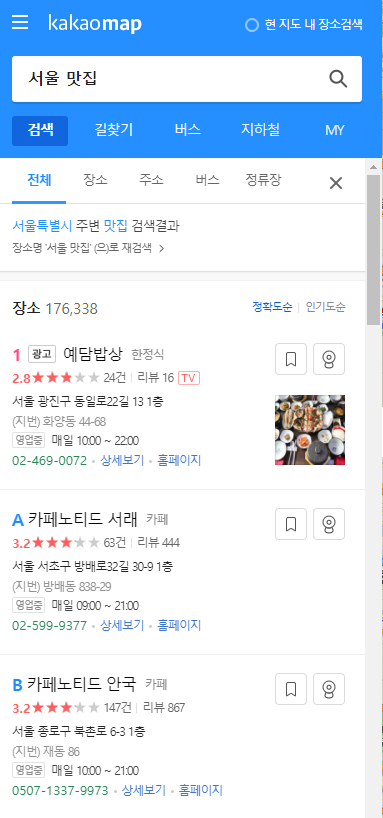 kakaomap
현 지도 내 장소검색
서울 맛집
검색 길찾기 버스 지하철 MY
전체 장소 주소 버스 정류장
서울특별시 주변 맛집 검색결과
장소명 '서울 맛집' (으)로 재검색
장소 176,338 정확도순 인기도순
1 광고 예담밥상 한정식
2.8 24건 리뷰 16 TV
서울 광진구 동일로22길 13 1층
(지번) 화양동 44-68
영업중 매일 10:00 ~ 22:00
02-469-0072 · 상세보기 · 홈페이지
A 카페노티드 서래 카페
3.2 63건 리뷰 444
서울 서초구 방배로32길 30-9 1층
(지번) 방배동 838-29
영업중 매일 09:00 ~ 21:00
02-599-9377 · 상세보기 · 홈페이지
B 카페노티드 안국 카페
3.2 147건 리뷰 867
서울 종로구 북촌로 6-3 1층
(지번) 재동 86
영업중 매일 10:00 ~ 21:00
0507-1337-9973 · 상세보기 · 홈페이지